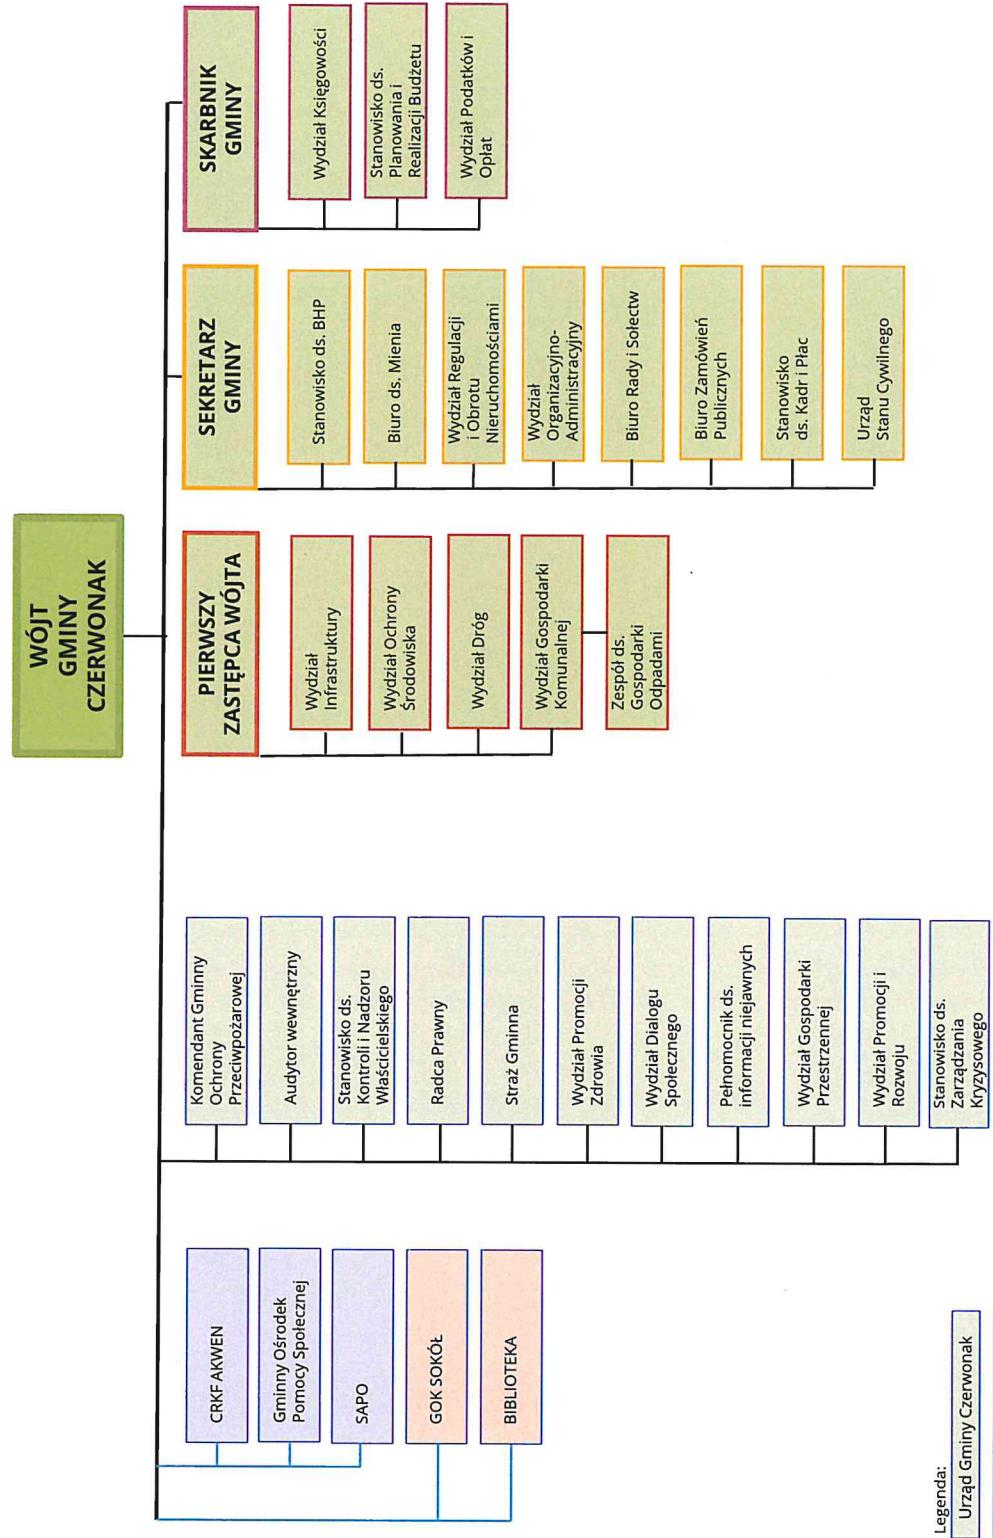 WÓJT
GMINY
CZERWONAK
CRKF AKWEN
Gminny Ośrodek
Pomocy Społecznej
SAPO
GOK SOKÓŁ
BIBLIOTEKA
Komendant Gminny
Ochrony
Przeciwpożarowej
Audytor wewnętrzny
Stanowisko ds.
Kontroli i Nadzoru
Właścicielskiego
Radca Prawny
Straż Gminna
Wydział Promocji
Zdrowia
Wydział Dialogu
Społecznego
Pełnomocnik ds.
informacji niejawnych
Wydział Gospodarki
Przestrzennej
Wydział Promocji i
Rozwoju
Stanowisko ds.
Zarządzania
Kryzysowego
PIERWSZY
ZASTĘPCA WÓJTA
Wydział
Infrastruktury
Wydział Ochrony
Środowiska
Wydział Dróg
Wydział Gospodarki
Komunalnej
Zespół ds.
Gospodarki
Odpadami
SEKRETARZ
GMINY
Stanowisko ds. BHP
Biuro ds. Mienia
Wydział Regulacji
i Obrotu
Nieruchomościami
Wydział
Organizacyjno-
Administracyjny
Biuro Rady i Sołectw
Biuro Zamówień
Publicznych
Stanowisko
ds. Kadr i Płac
Urząd
Stanu Cywilnego
SKARBNIK
GMINY
Wydział Księgowości
Stanowisko ds.
Planowania i
Realizacji Budżetu
Wydział Podatków i
Opłat
Legenda:
Urząd Gminy Czerwonak